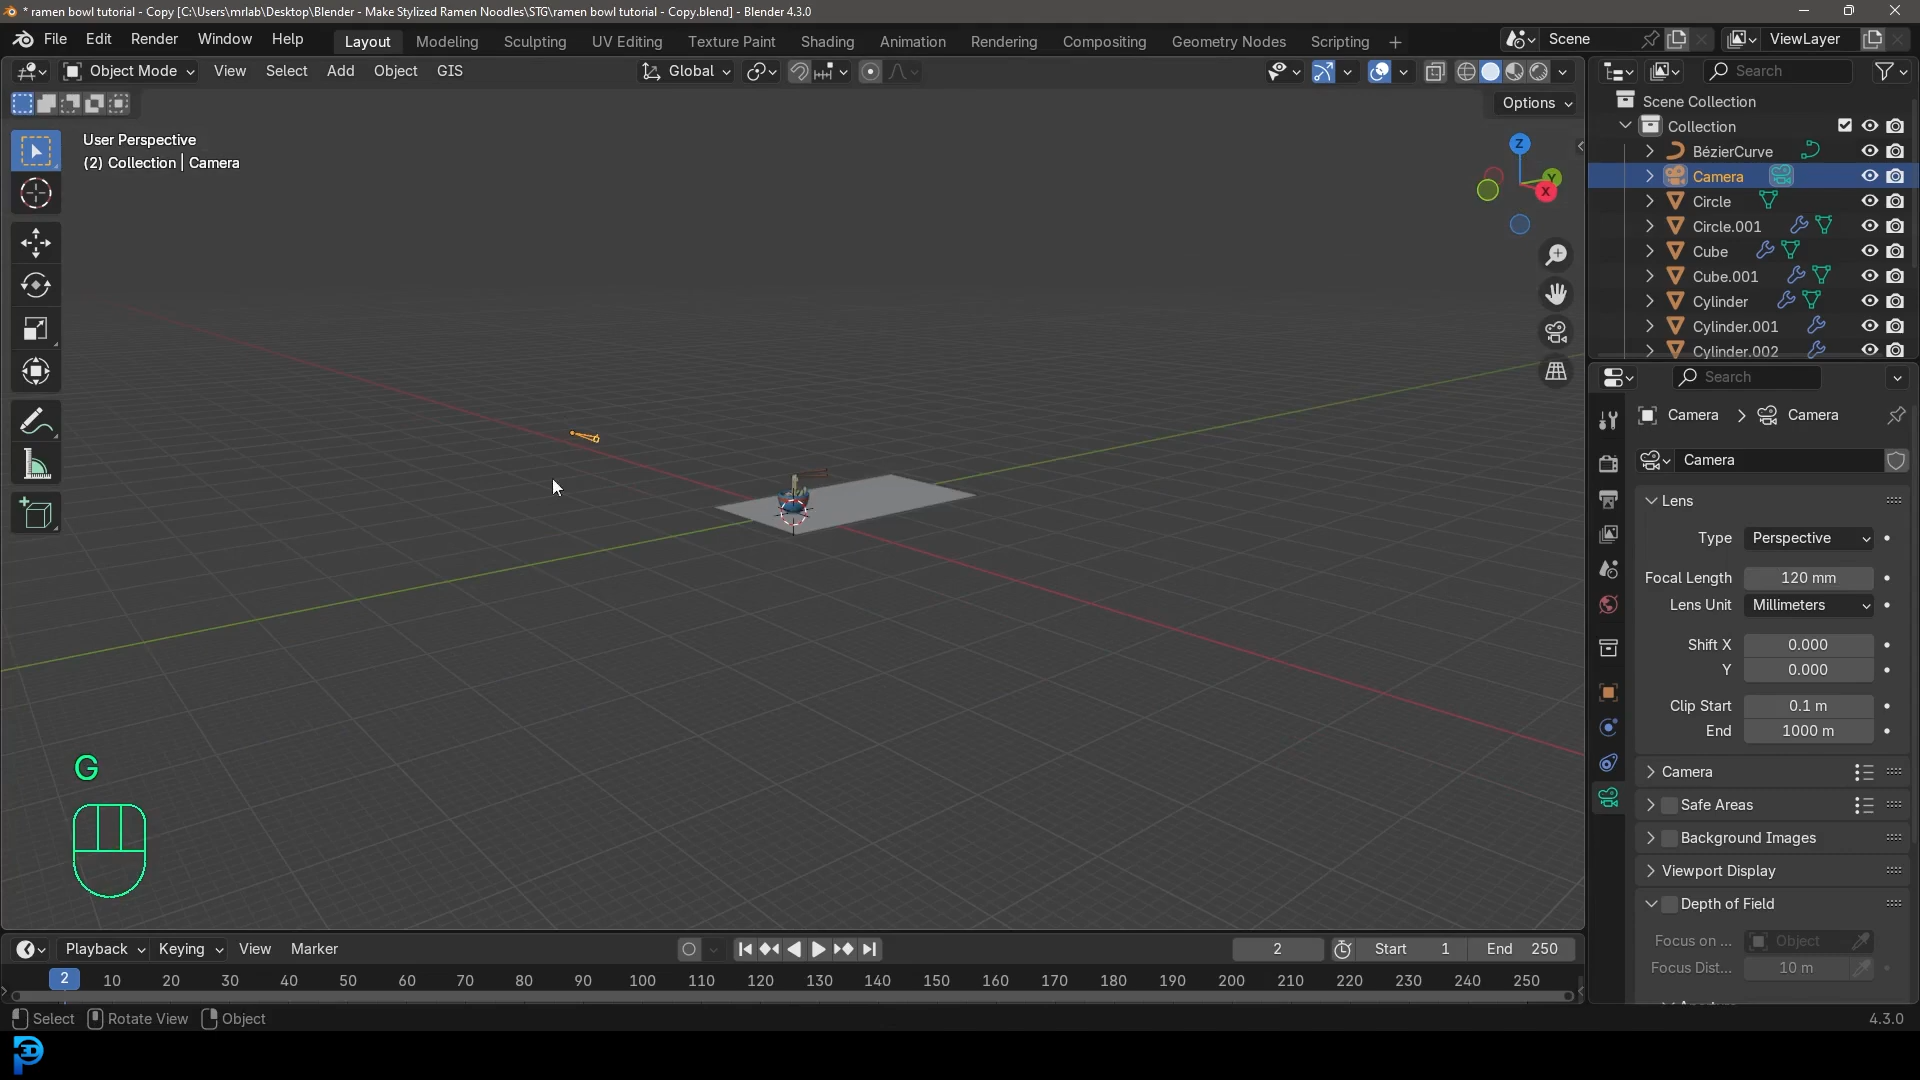 * ramen bowl tutorial - Copy [C:\Users\mrlab\Desktop\Blender - Make Stylized Ramen Noodles\STG\ramen bowl tutorial - Copy.blend] - Blender 4.3.0
File Edit Render Window Help Layout Modeling Sculpting UV Editing Texture Paint Shading Animation Rendering Compositing Geometry Nodes Scripting + Scene ViewLayer
Object Mode View Select Add Object GIS Global Search
Options
Scene Collection
User Perspective
(2) Collection | Camera
Z
Y
X
Collection
BézierCurve
Camera
Circle
Circle.001
Cube
Cube.001
Cylinder
Cylinder.001
Cylinder.002
Search
Camera > Camera
Camera
Lens
Type Perspective
Focal Length 120 mm
Lens Unit Millimeters
Shift X 0.000
Y 0.000
Clip Start 0.1 m
End 1000 m
Camera
Safe Areas
Background Images
Viewport Display
Depth of Field
Focus on ... Object
Focus Dist... 10 m
G
Playback Keying View Marker 2 Start 1 End 250
2 10 20 30 40 50 60 70 80 90 100 110 120 130 140 150 160 170 180 190 200 210 220 230 240 250
Select Rotate View Object 4.3.0
3D